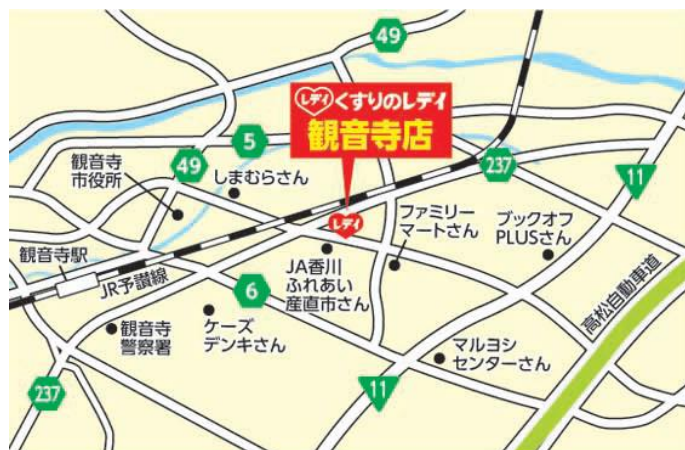 49
レディ くすりのレディ
観音寺店
5
49
237
11
観音寺
市役所
しまむらさん
レディ
ファミリー
マートさん
ブックオフ
PLUSさん
観音寺駅
JR予讃線
JA香川
ふれあい
産直市さん
6
高松自動車道
観音寺
警察署
ケーズ
デンキさん
マルヨシ
センターさん
237
11